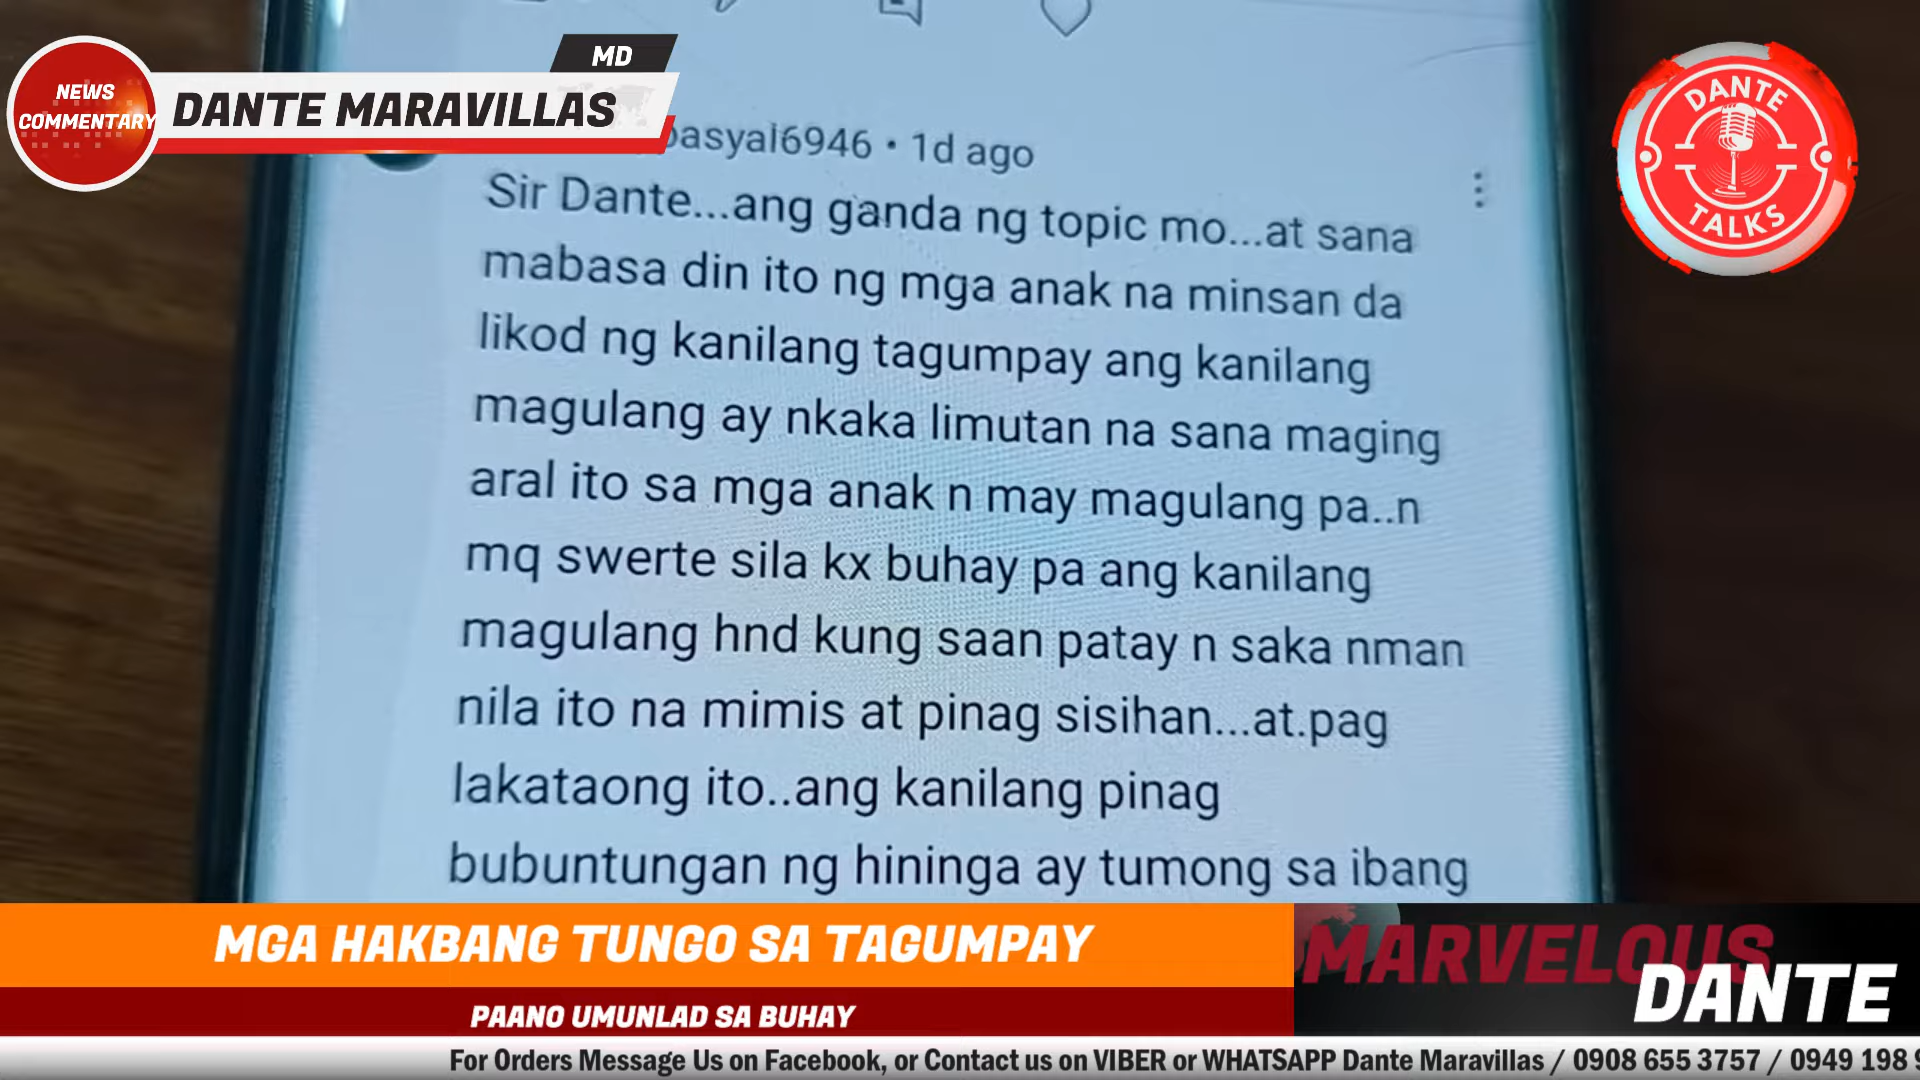 MD
NEWS
COMMENTARY
DANTE MARAVILLAS
DANTE
TALKS
basyal6946 • 1d ago
Sir Dante...ang ganda ng topic mo...at sana
mabasa din ito ng mga anak na minsan da
likod ng kanilang tagumpay ang kanilang
magulang ay nkaka limutan na sana maging
aral ito sa mga anak n may magulang pa..n
mq swerte sila kx buhay pa ang kanilang
magulang hnd kung saan patay n saka nman
nila ito na mimis at pinag sisihan...at.pag
lakataong ito..ang kanilang pinag
bubuntungan ng hininga ay tumong sa ibang
MGA HAKBANG TUNGO SA TAGUMPAY
PAANO UMUNLAD SA BUHAY
MARVELOUS
DANTE
For Orders Message Us on Facebook, or Contact us on VIBER or WHATSAPP Dante Maravillas / 0908 655 3757 / 0949 198